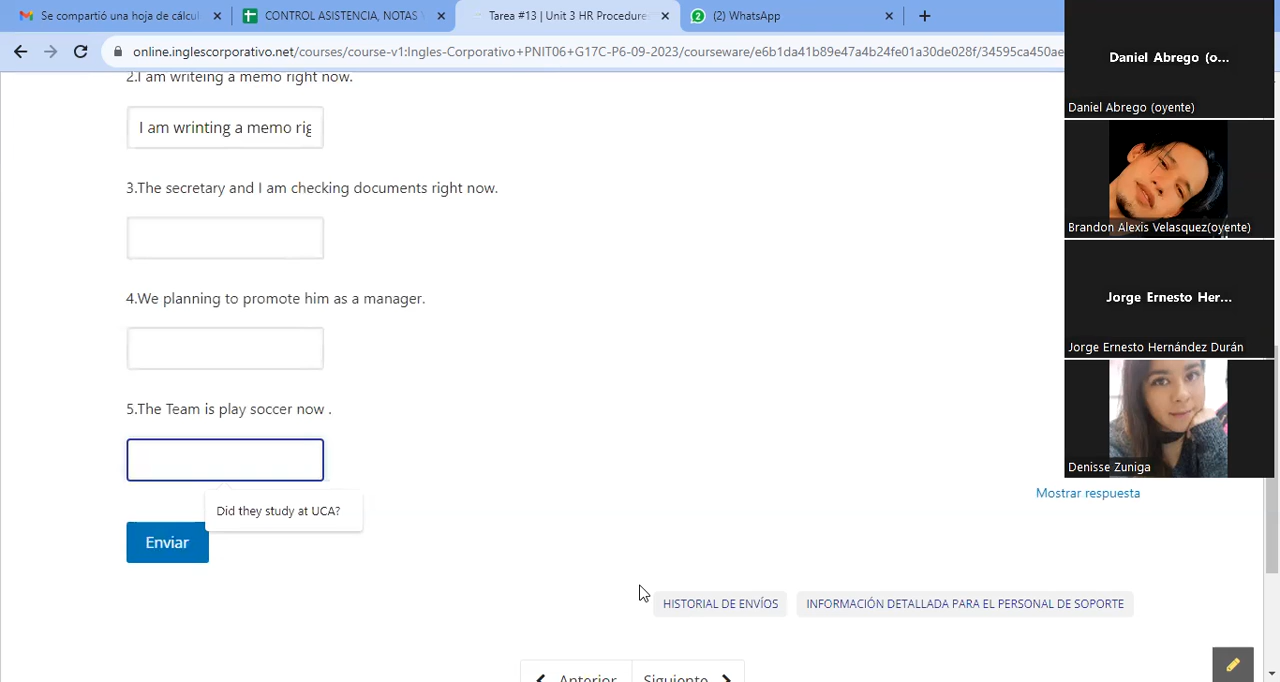 Se compartió una hoja de cálcul
CONTROL ASISTENCIA, NOTAS
Tarea #13 | Unit 3 HR Procedure
(2) WhatsApp
online.inglescorporativo.net/courses/course-v1:Ingles-Corporativo+PNIT06+G17C-P6-09-2023/courseware/e6b1da41b89e47a4b24fe01a30de028f/34595ca450ae
2.I am writeing a memo right now.
I am wrinting a memo rig
3.The secretary and I am checking documents right now.
4.We planning to promote him as a manager.
5.The Team is play soccer now .
Did they study at UCA?
Mostrar respuesta
Enviar
HISTORIAL DE ENVÍOS
INFORMACIÓN DETALLADA PARA EL PERSONAL DE SOPORTE
Anterior
Siguiente
Daniel Abrego (o...
Daniel Abrego (oyente)
Brandon Alexis Velasquez(oyente)
Jorge Ernesto Her...
Jorge Ernesto Hernández Durán
Denisse Zuniga